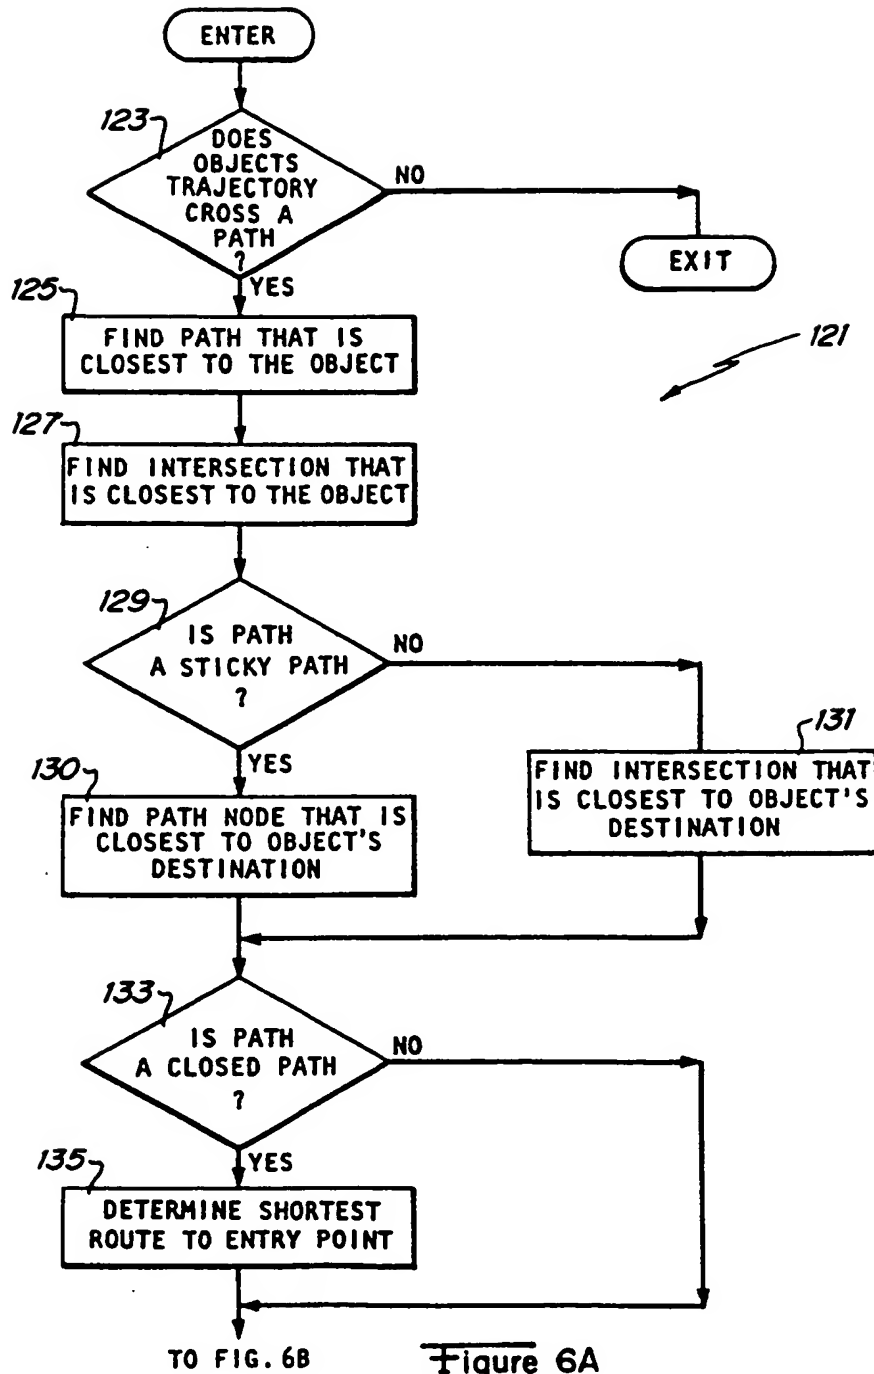 ENTER
123
DOES
OBJECTS
TRAJECTORY
CROSS A
PATH
?
NO
EXIT
YES
125
FIND PATH THAT IS
CLOSEST TO THE OBJECT
121
127
FIND INTERSECTION THAT
IS CLOSEST TO THE OBJECT
129
IS PATH
A STICKY PATH
?
NO
YES
130
FIND PATH NODE THAT IS
CLOSEST TO OBJECT'S
DESTINATION
131
FIND INTERSECTION THAT
IS CLOSEST TO OBJECT'S
DESTINATION
133
IS PATH
A CLOSED PATH
?
NO
YES
135
DETERMINE SHORTEST
ROUTE TO ENTRY POINT
TO FIG. 6B
Figure 6A